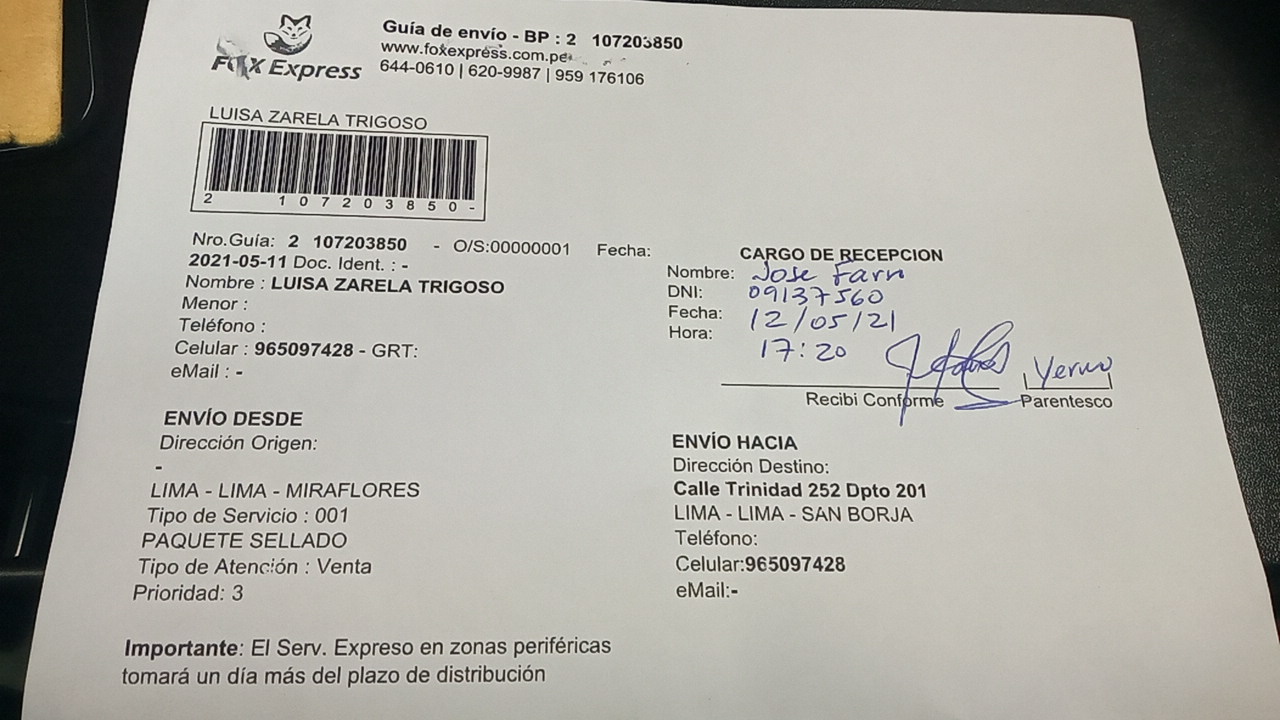 FOX Express
Guía de envío - BP : 2 107203850
www.foxexpress.com.pe
644-0610 | 620-9987 | 959 176106
LUISA ZARELA TRIGOSO
2 107203850-
Nro.Guía: 2 107203850 - O/S:00000001 Fecha:
2021-05-11 Doc. Ident. : -
Nombre : LUISA ZARELA TRIGOSO
Menor :
Teléfono :
Celular : 965097428 - GRT:
eMail : -
CARGO DE RECEPCION
Nombre: Jose Farr
DNI: 09137560
Fecha: 12/05/21
Hora: 17:20
Yerno
Recibi Conforme Parentesco
ENVÍO DESDE
Dirección Origen:
-
LIMA - LIMA - MIRAFLORES
Tipo de Servicio : 001
PAQUETE SELLADO
Tipo de Atención : Venta
Prioridad: 3
ENVÍO HACIA
Dirección Destino:
Calle Trinidad 252 Dpto 201
LIMA - LIMA - SAN BORJA
Teléfono:
Celular:965097428
eMail:-
Importante: El Serv. Expreso en zonas periféricas
tomará un día más del plazo de distribución